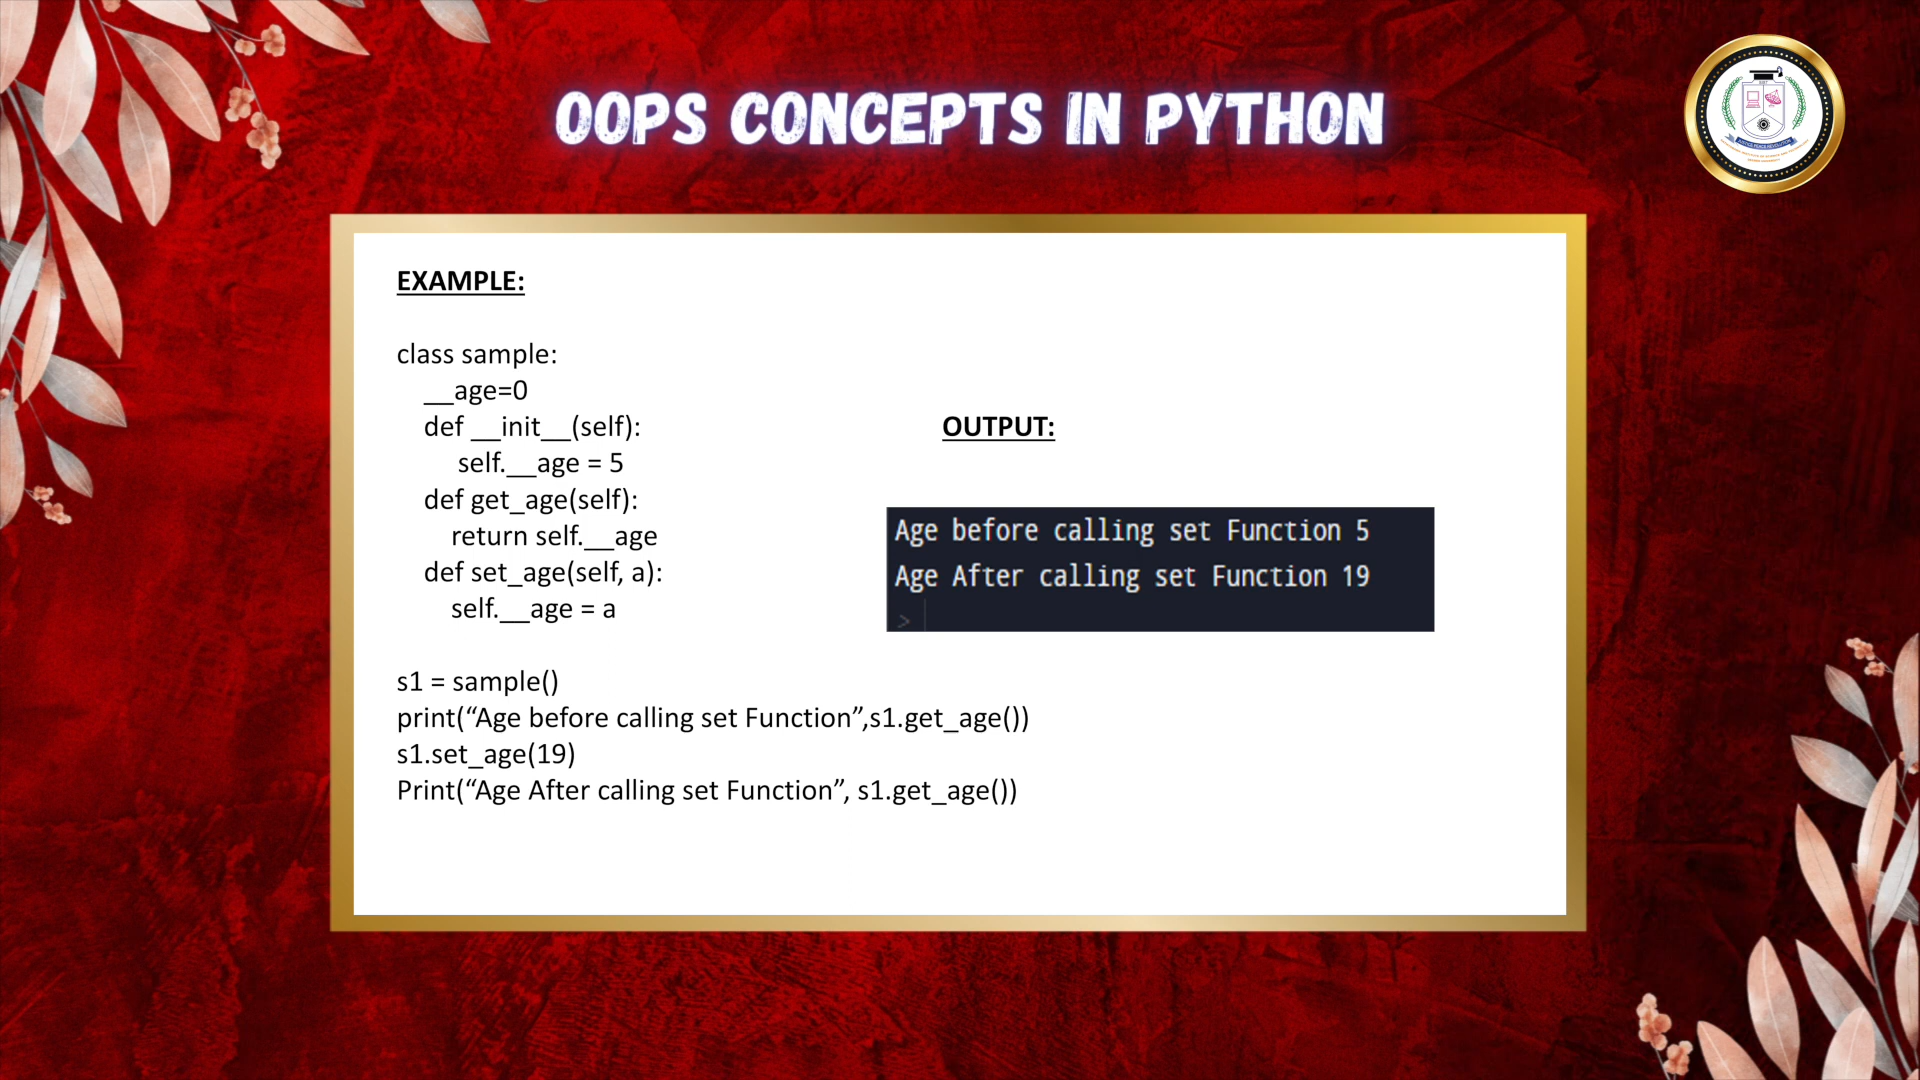 OOPS CONCEPTS IN PYTHON
EXAMPLE:
class sample:
__age=0
def __init__(self):
self.__age = 5
def get_age(self):
return self.__age
def set_age(self, a):
self.__age = a
s1 = sample()
print(“Age before calling set Function”,s1.get_age())
s1.set_age(19)
Print(“Age After calling set Function”, s1.get_age())
OUTPUT:
Age before calling set Function 5
Age After calling set Function 19
>